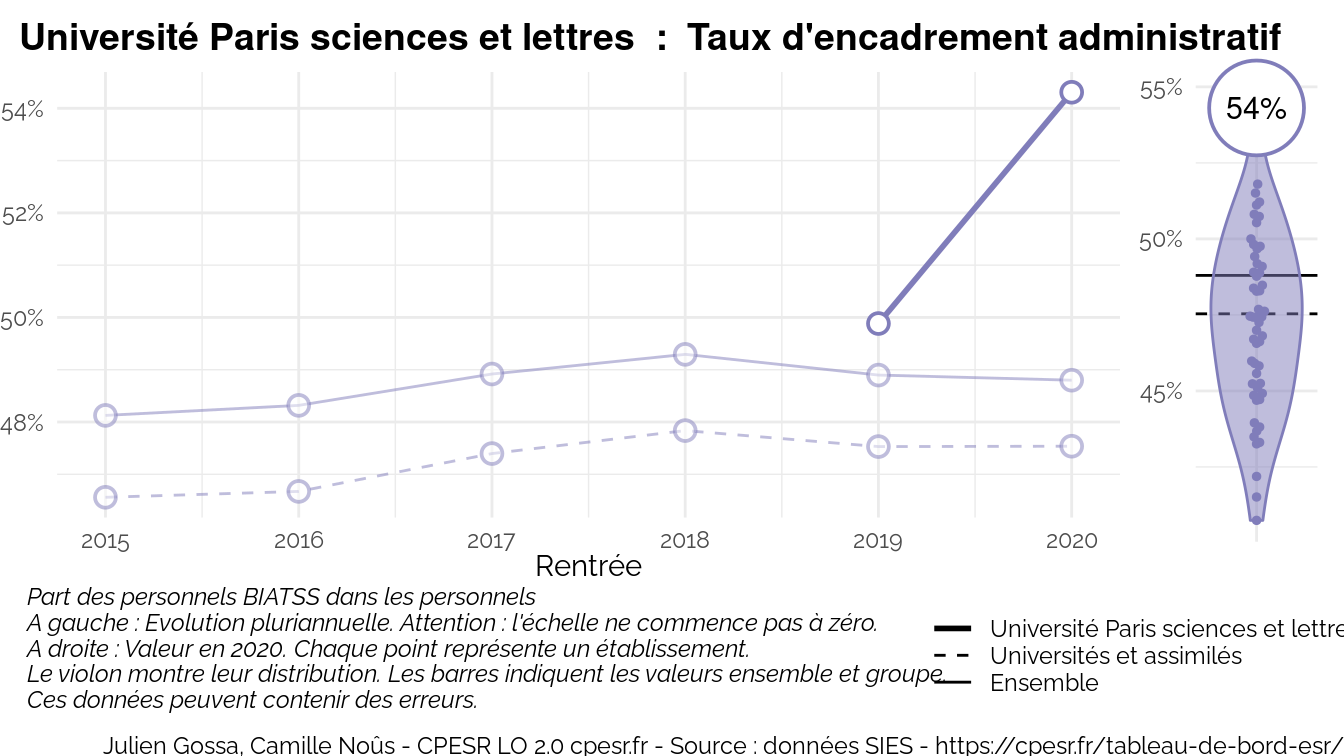 Université Paris sciences et lettres : Taux d'encadrement administratif
54%
52%
50%
48%
2015 2016 2017 2018 2019 2020
Rentrée
55%
50%
45%
54%
Part des personnels BIATSS dans les personnels
A gauche : Evolution pluriannuelle. Attention : l'échelle ne commence pas à zéro.
A droite : Valeur en 2020. Chaque point représente un établissement.
Le violon montre leur distribution. Les barres indiquent les valeurs ensemble et groupe.
Ces données peuvent contenir des erreurs.
Université Paris sciences et lettre
Universités et assimilés
Ensemble
Julien Gossa, Camille Noûs - CPESR LO 2.0 cpesr.fr - Source : données SIES - https://cpesr.fr/tableau-de-bord-esr/